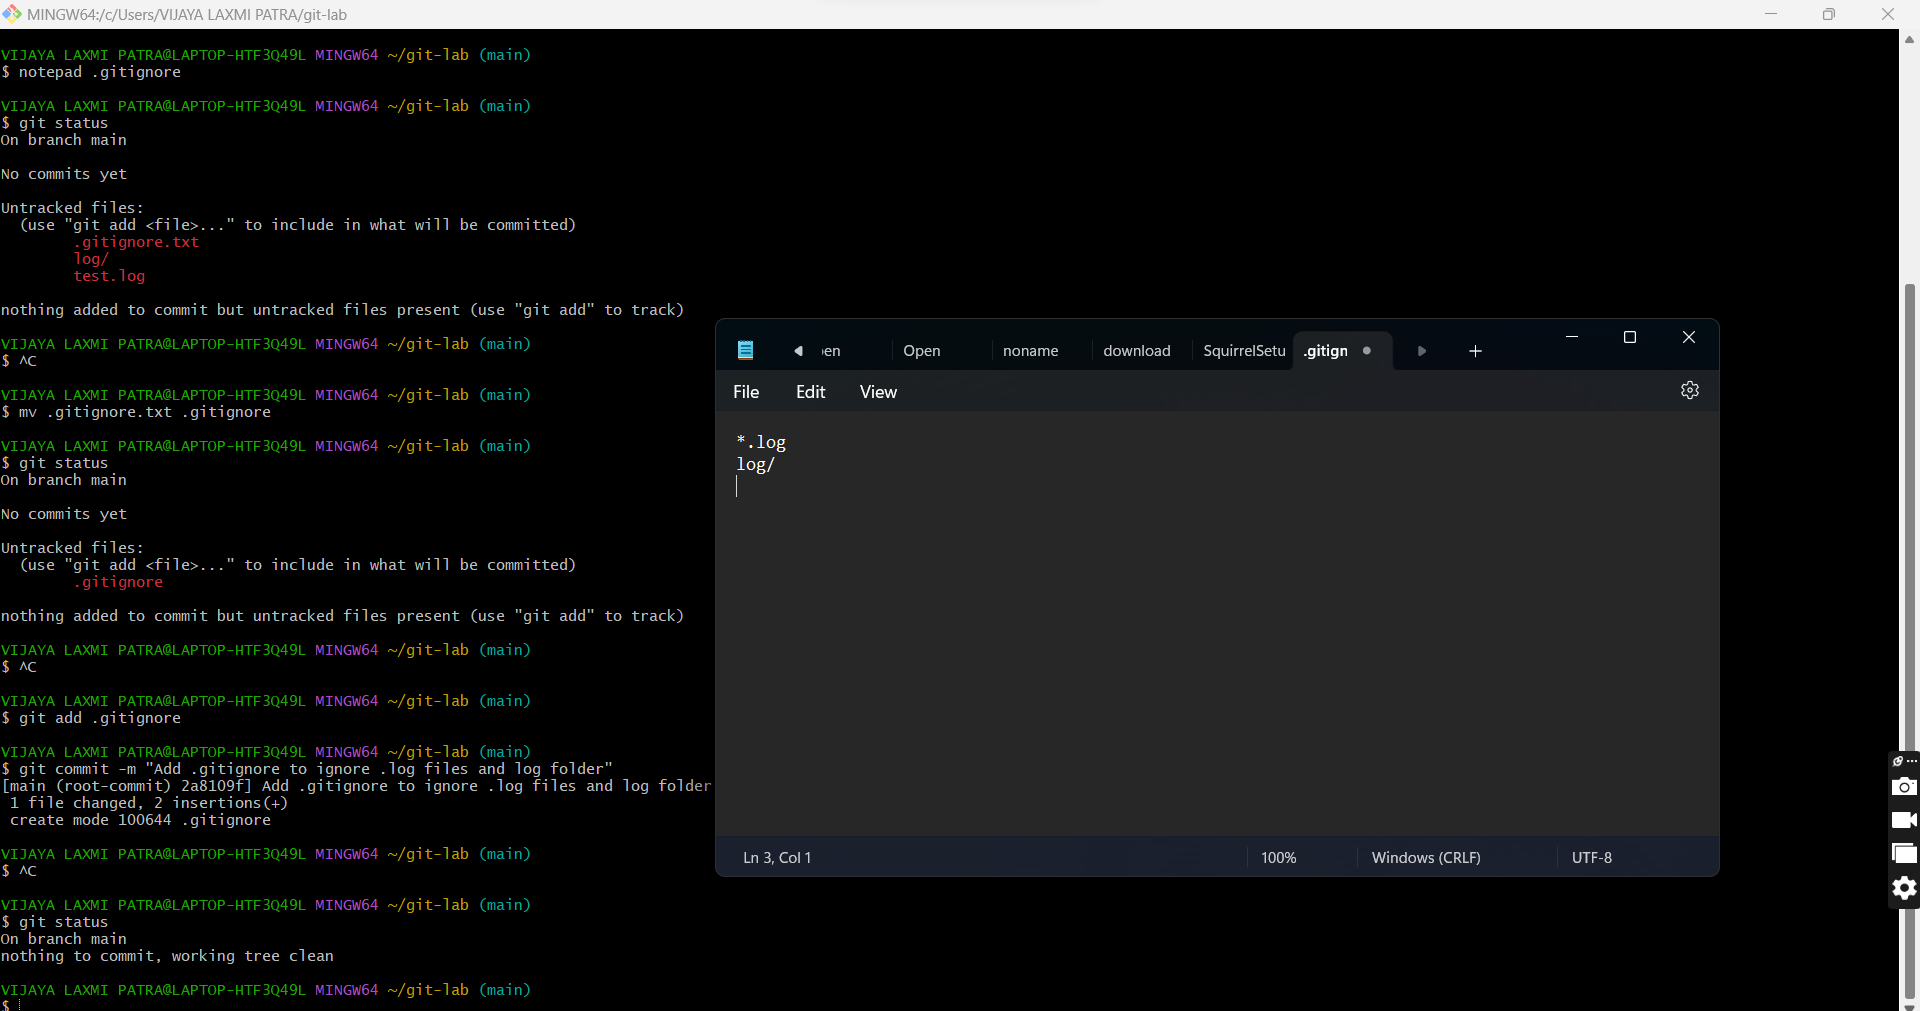 MINGW64:/c/Users/VIJAYA LAXMI PATRA/git-lab
VIJAYA LAXMI PATRA@LAPTOP-HTF3Q49L MINGW64 ~/git-lab (main)
$ notepad .gitignore
VIJAYA LAXMI PATRA@LAPTOP-HTF3Q49L MINGW64 ~/git-lab (main)
$ git status
On branch main
No commits yet
Untracked files:
  (use "git add <file>..." to include in what will be committed)
        .gitignore.txt
        log/
        test.log
nothing added to commit but untracked files present (use "git add" to track)
VIJAYA LAXMI PATRA@LAPTOP-HTF3Q49L MINGW64 ~/git-lab (main)
$ ^C
VIJAYA LAXMI PATRA@LAPTOP-HTF3Q49L MINGW64 ~/git-lab (main)
$ mv .gitignore.txt .gitignore
VIJAYA LAXMI PATRA@LAPTOP-HTF3Q49L MINGW64 ~/git-lab (main)
$ git status
On branch main
No commits yet
Untracked files:
  (use "git add <file>..." to include in what will be committed)
        .gitignore
nothing added to commit but untracked files present (use "git add" to track)
VIJAYA LAXMI PATRA@LAPTOP-HTF3Q49L MINGW64 ~/git-lab (main)
$ ^C
VIJAYA LAXMI PATRA@LAPTOP-HTF3Q49L MINGW64 ~/git-lab (main)
$ git add .gitignore
VIJAYA LAXMI PATRA@LAPTOP-HTF3Q49L MINGW64 ~/git-lab (main)
$ git commit -m "Add .gitignore to ignore .log files and log folder"
[main (root-commit) 2a8109f] Add .gitignore to ignore .log files and log folder
 1 file changed, 2 insertions(+)
 create mode 100644 .gitignore
VIJAYA LAXMI PATRA@LAPTOP-HTF3Q49L MINGW64 ~/git-lab (main)
$ ^C
VIJAYA LAXMI PATRA@LAPTOP-HTF3Q49L MINGW64 ~/git-lab (main)
$ git status
On branch main
nothing to commit, working tree clean
VIJAYA LAXMI PATRA@LAPTOP-HTF3Q49L MINGW64 ~/git-lab (main)
$
en Open noname download SquirrelSetu .gitign
File Edit View
*.log
log/
Ln 3, Col 1 100% Windows (CRLF) UTF-8